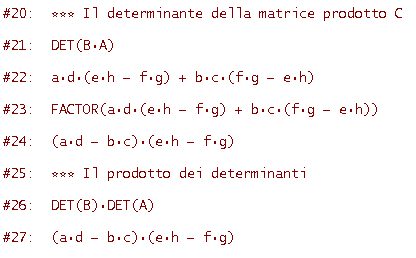 #20: *** Il determinante della matrice prodotto C
#21: DET(B·A)
#22: a·d·(e·h - f·g) + b·c·(f·g - e·h)
#23: FACTOR(a·d·(e·h - f·g) + b·c·(f·g - e·h))
#24: (a·d - b·c)·(e·h - f·g)
#25: *** Il prodotto dei determinanti
#26: DET(B)·DET(A)
#27: (a·d - b·c)·(e·h - f·g)